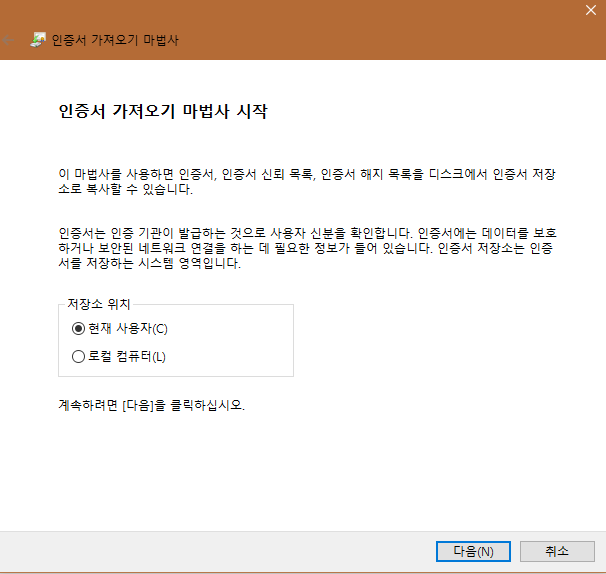 인증서 가져오기 마법사
인증서 가져오기 마법사 시작
이 마법사를 사용하면 인증서, 인증서 신뢰 목록, 인증서 해지 목록을 디스크에서 인증서 저장
소로 복사할 수 있습니다.
인증서는 인증 기관이 발급하는 것으로 사용자 신분을 확인합니다. 인증서에는 데이터를 보호
하거나 보안된 네트워크 연결을 하는 데 필요한 정보가 들어 있습니다. 인증서 저장소는 인증
서를 저장하는 시스템 영역입니다.
저장소 위치
현재 사용자(C)
로컬 컴퓨터(L)
계속하려면 [다음]을 클릭하십시오.
다음(N)
취소